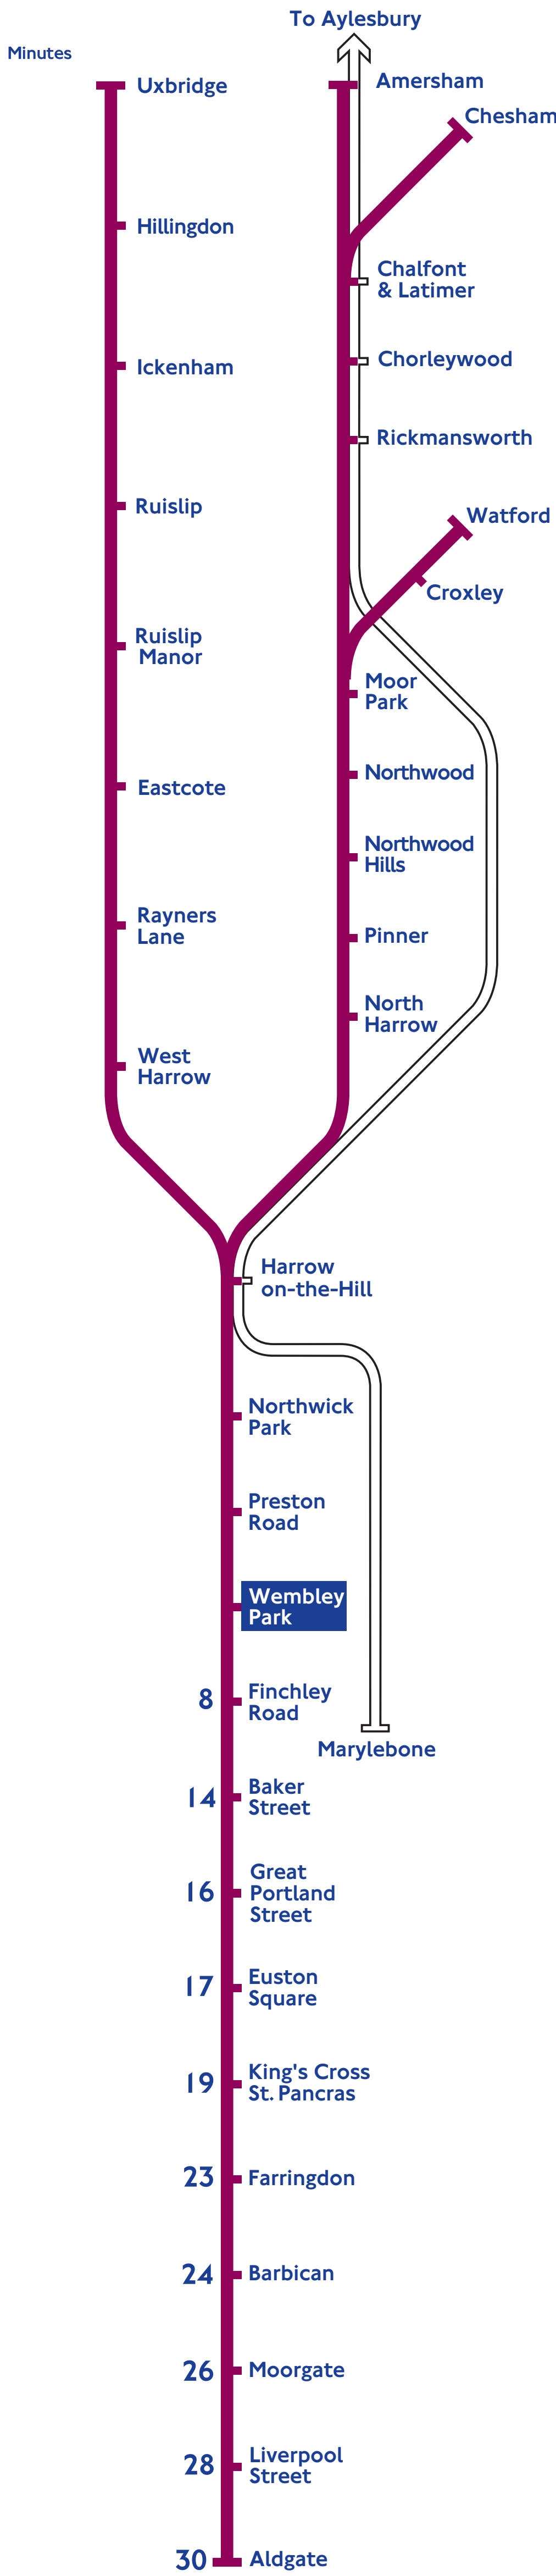 To Aylesbury
Minutes
Uxbridge
Amersham
Chesham
Hillingdon
Chalfont
& Latimer
Chorleywood
Ickenham
Rickmansworth
Ruislip
Watford
Croxley
Ruislip
Manor
Moor
Park
Northwood
Eastcote
Northwood
Hills
Rayners
Lane
Pinner
North
Harrow
West
Harrow
Harrow
on-the-Hill
Northwick
Park
Preston
Road
Wembley
Park
8 Finchley
Road
Marylebone
14 Baker
Street
16 Great
Portland
Street
17 Euston
Square
19 King's Cross
St. Pancras
23 Farringdon
24 Barbican
26 Moorgate
28 Liverpool
Street
30 Aldgate